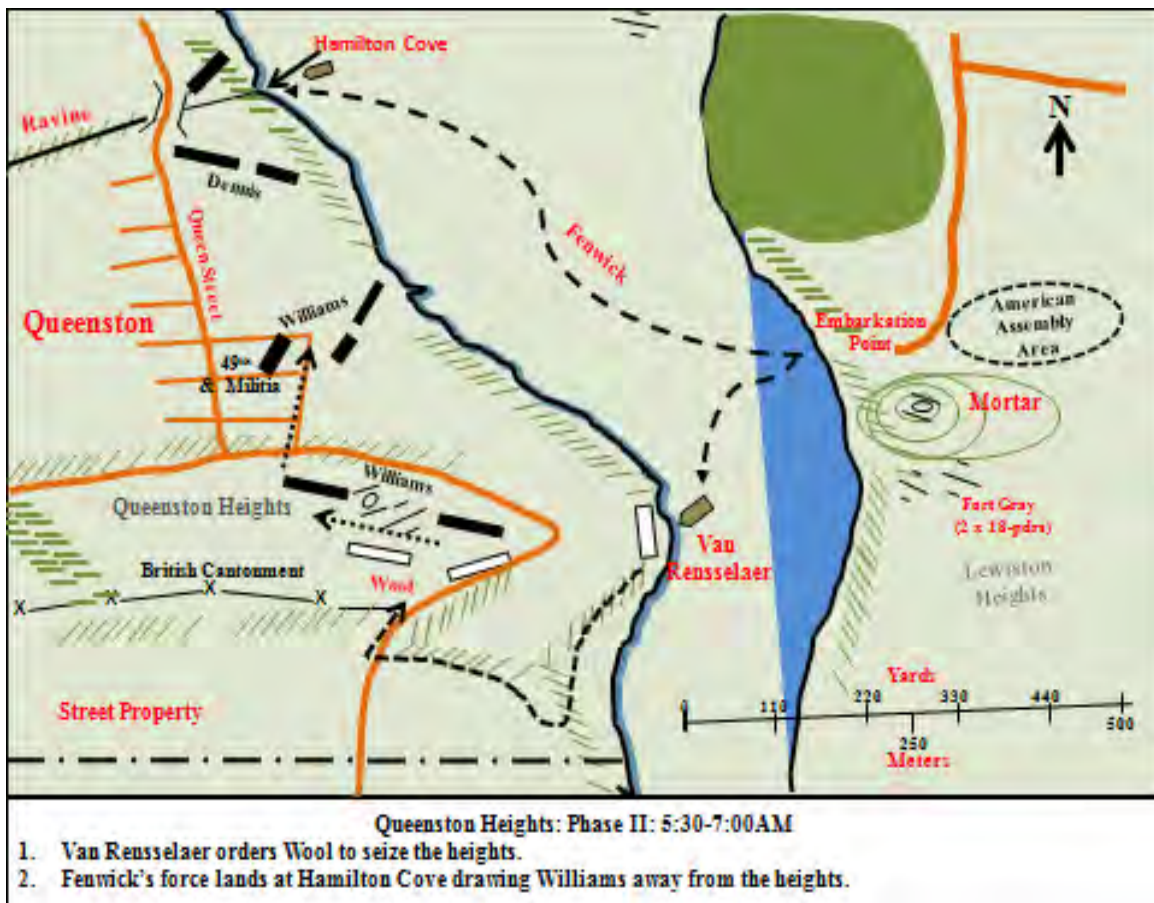 Hamilton Cove
Ravine
N
Dennis
Queen Street
Fenwick
Queenston
Williams
49th
& Militia
Embarkation
Point
American
Assembly
Area
Mortar
Queenston Heights
Williams
Fort Gray
(2 x 18-pdrs)
Van
Rensselaer
Lewiston
Heights
British Cantonment
Wool
X X X X X
Street Property
Yards
0 110 220 330 440 500
250
Meters
Queenston Heights: Phase II: 5:30-7:00AM
1. Van Rensselaer orders Wool to seize the heights.
2. Fenwick's force lands at Hamilton Cove drawing Williams away from the heights.